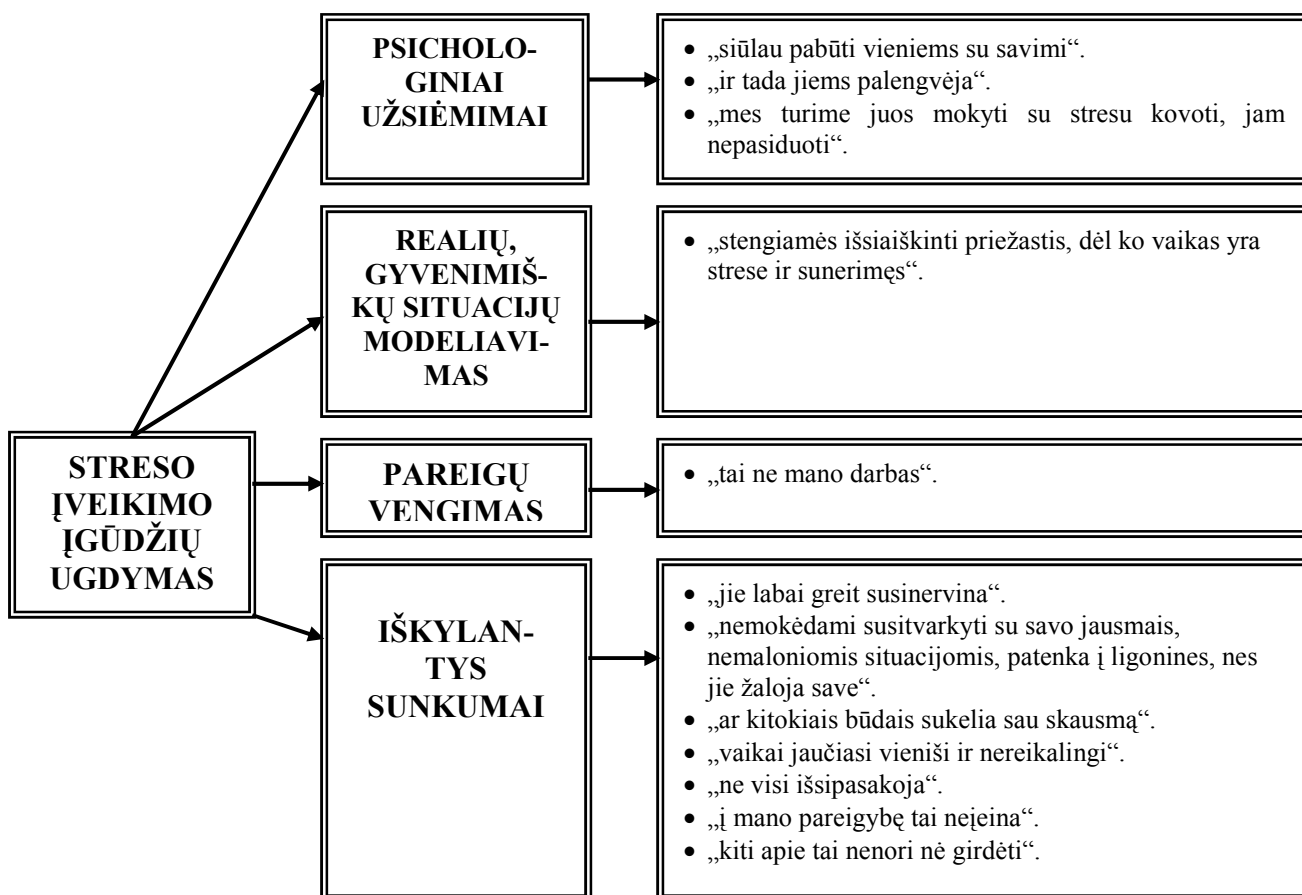 PSICHOLO-
GINIAI
UŽSIĖMIMAI
• „siūlau pabūti vieniems su savimi“.
• „ir tada jiems palengvėja“.
• „mes turime juos mokyti su stresu kovoti, jam
nepasiduoti“.
REALIŲ,
GYVENIMIŠ-
KŲ SITUACIJŲ
MODELIAVI-
MAS
• „stengiamės išsiaiškinti priežastis, dėl ko vaikas yra
strese ir sunerimęs“.
STRESO
ĮVEIKIMO
ĮGŪDŽIŲ
UGDYMAS
PAREIGŲ
VENGIMAS
• „tai ne mano darbas“.
IŠKYLAN-
TYS
SUNKUMAI
• „jie labai greit susinervina“.
• „nemokėdami susitvarkyti su savo jausmais,
nemaloniomis situacijomis, patenka į ligonines, nes
jie žaloja save“.
• „ar kitokiais būdais sukelia sau skausmą“.
• „vaikai jaučiasi vieniši ir nereikalingi“.
• „ne visi išsipasakoja“.
• „į mano pareigybę tai neįeina“.
• „kiti apie tai nenori nė girdėti“.